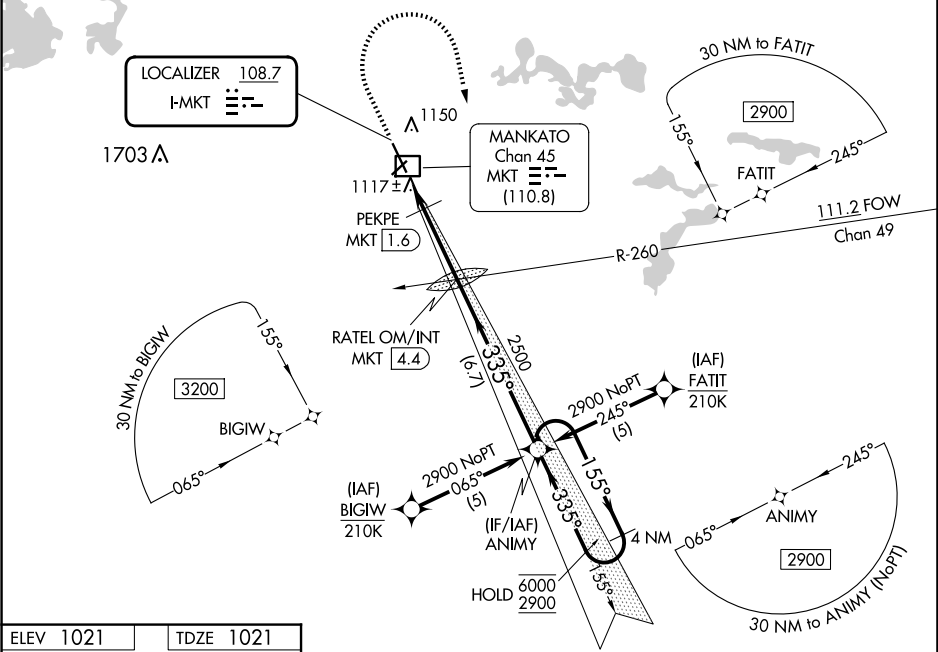 LOCALIZER 108.7
I-MKT
1703
1150
MANKATO
Chan 45
MKT
(110.8)
1117±
PEKPE
MKT 1.6
30 NM to FATIT
2900
155°
245°
FATIT
111.2 FOW
Chan 49
R-260
RATEL OM/INT
MKT 4.4
335°
2500
(6.7)
30 NM to BIGIW
155°
3200
BIGIW
065°
(IAF)
FATIT
210K
2900 NoPT
245°
(5)
2900 NoPT
065°
(5)
(IAF)
BIGIW
210K
(IF/IAF)
ANIMY
155°
335°
4 NM
HOLD 6000
2900
155°
245°
065°
ANIMY
2900
30 NM to ANIMY (NoPT)
ELEV 1021
TDZE 1021